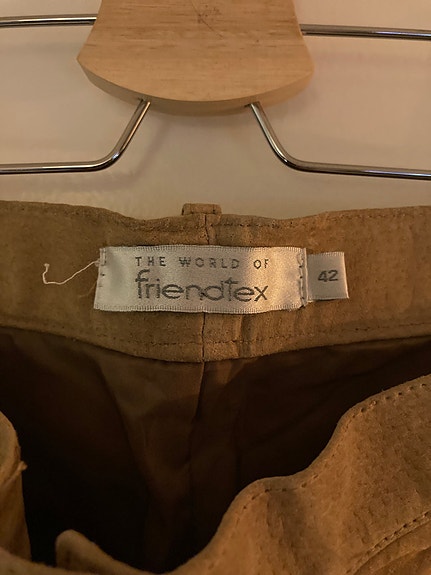 THE WORLD OF
friendtex
42